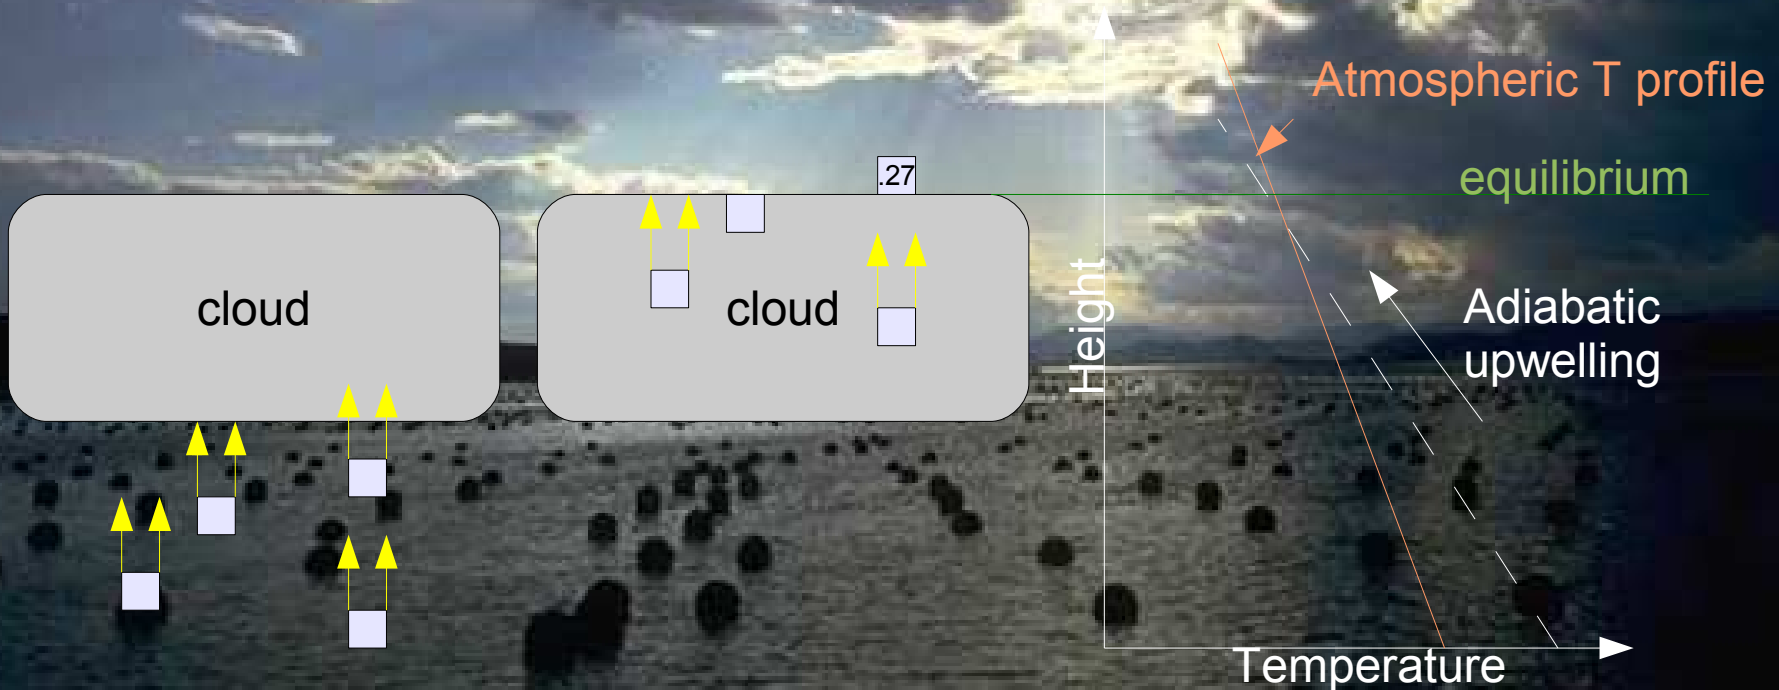 Atmospheric T profile
.27
equilibrium
cloud
cloud
Height
Adiabatic
upwelling
Temperature